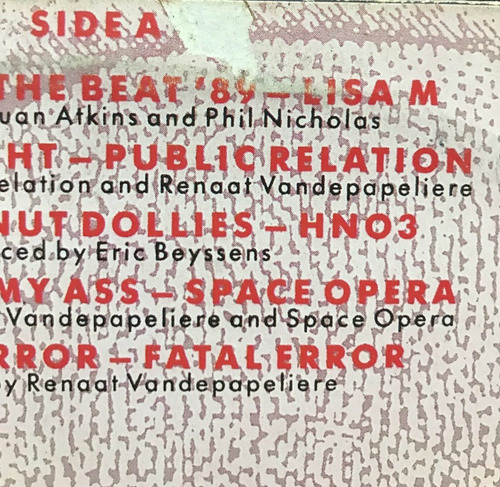 SIDE A
THE BEAT '89 – LISA M
uan Atkins and Phil Nicholas
HT – PUBLIC RELATION
elation and Renaat Vandepapeliere
NUT DOLLIES – HNO3
ced by Eric Beyssens
MY ASS – SPACE OPERA
Vandepapeliere and Space Opera
RROR – FATAL ERROR
y Renaat Vandepapeliere